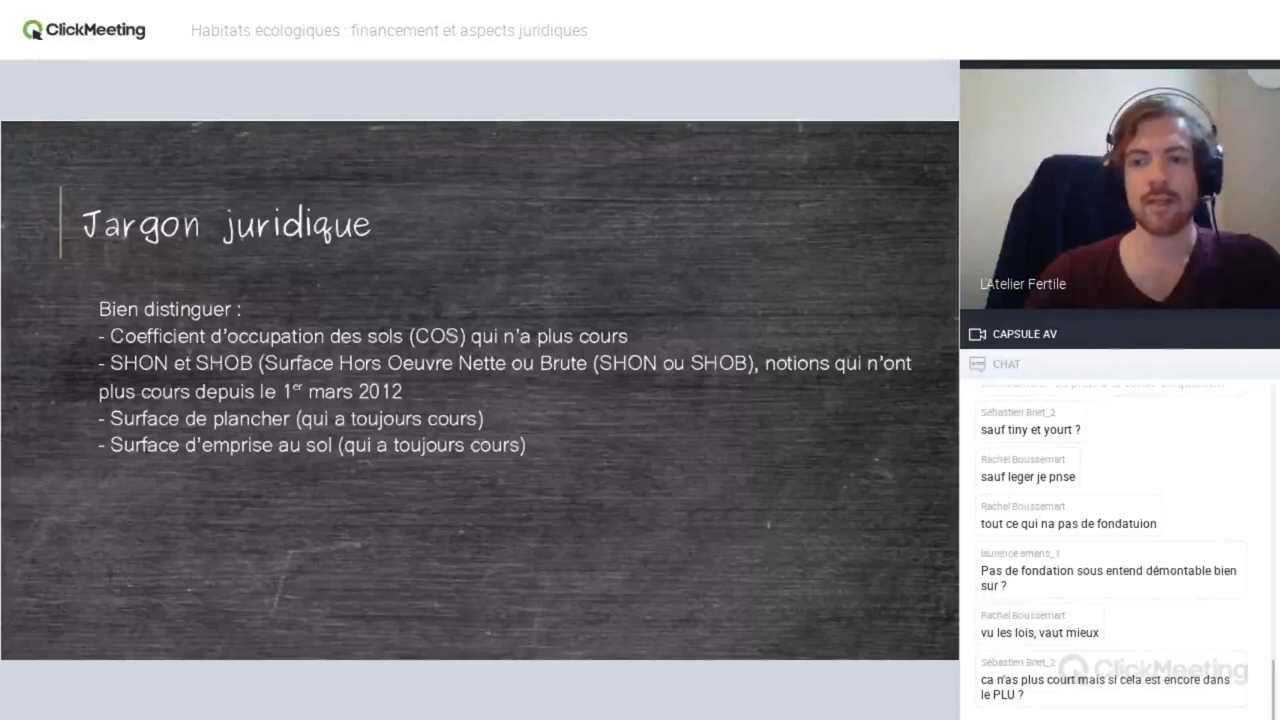 ClickMeeting
Habitats écologiques : financement et aspects juridiques
Jargon juridique
Bien distinguer :
- Coefficient d'occupation des sols (COS) qui n'a plus cours
- SHON et SHOB (Surface Hors Oeuvre Nette ou Brute (SHON ou SHOB), notions qui n'ont
plus cours depuis le 1er mars 2012
- Surface de plancher (qui a toujours cours)
- Surface d'emprise au sol (qui a toujours cours)
L'Atelier Fertile
CAPSULE AV
CHAT
Sébastien Briet_2
sauf tiny et yourt ?
Rachel Boussemart
sauf leger je pnse
Rachel Boussemart
tout ce qui na pas de fondatuion
laurence amans_1
Pas de fondation sous entend démontable bien
sur ?
Rachel Boussemart
vu les lois, vaut mieux
Sébastien Briet_2
ca n'as plus court mais si cela est encore dans
le PLU ?
ClickMeeting